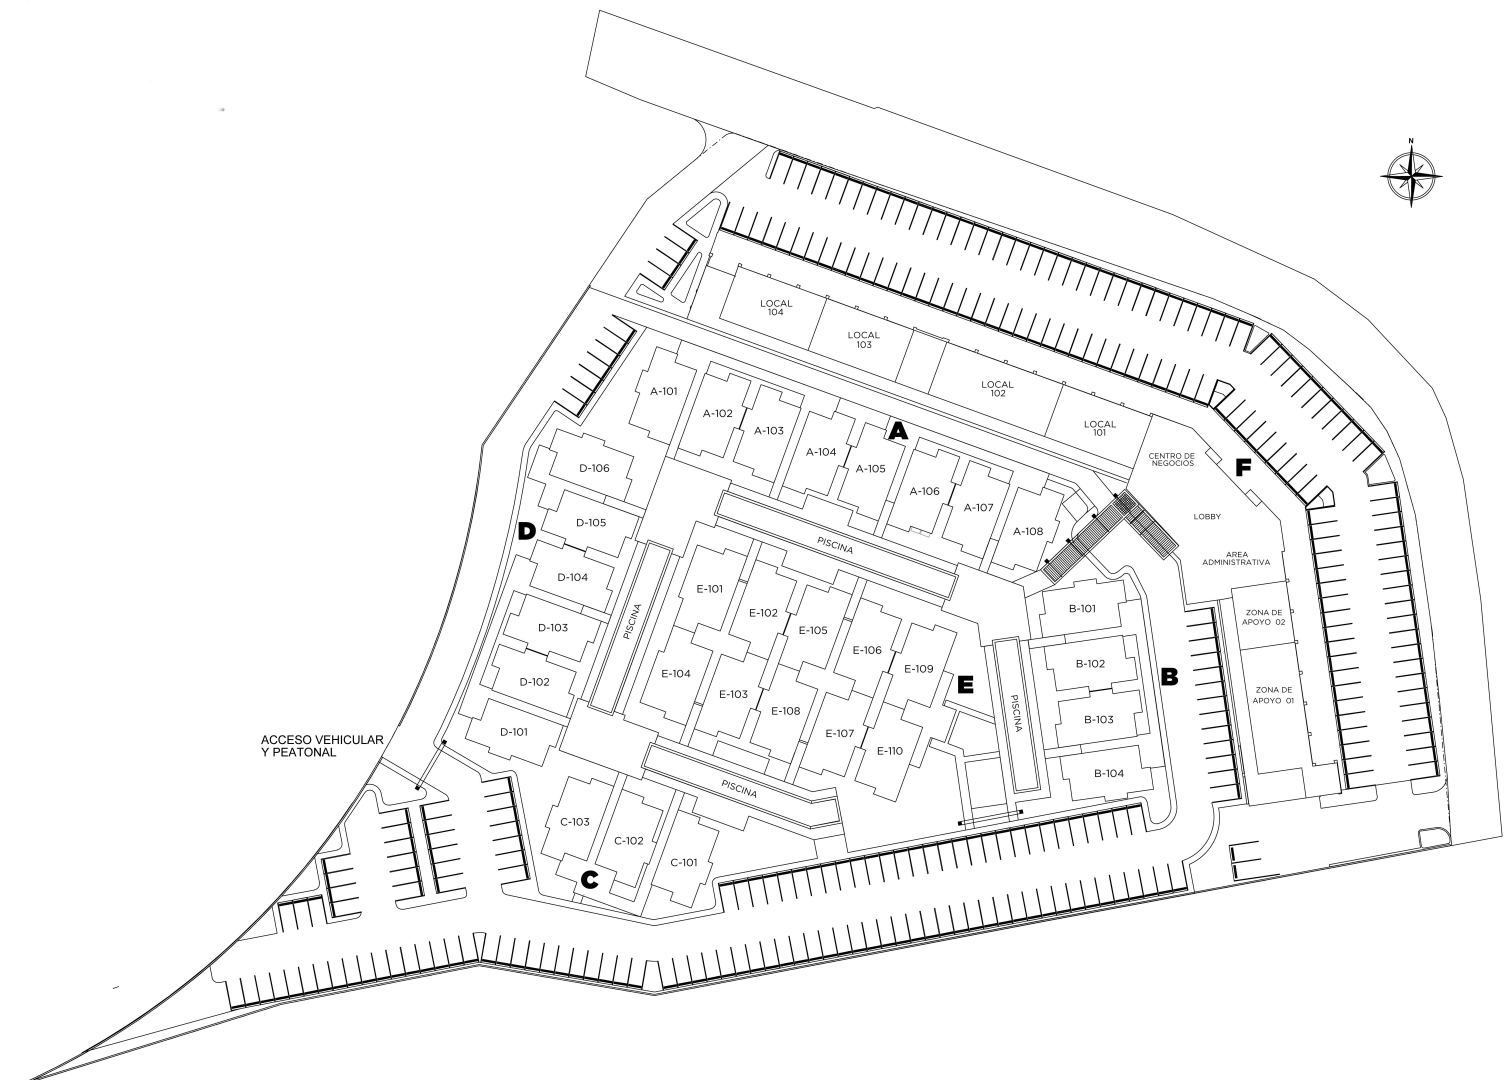 N
LOCAL
104
LOCAL
103
LOCAL
102
LOCAL
101
A-101
A-102
A-103
A-104
A
A-105
A-106
A-107
A-108
CENTRO DE
NEGOCIOS
F
LOBBY
AREA
ADMINISTRATIVA
ZONA DE
APOYO 02
ZONA DE
APOYO 01
D-106
D-105
D
D-104
D-103
D-102
D-101
PISCINA
PISCINA
E-101
E-102
E-105
E-106
E-109
E-104
E-103
E-108
E-107
E-110
E
PISCINA
B-101
B-102
B
B-103
B-104
PISCINA
ACCESO VEHICULAR
Y PEATONAL
C-103
C-102
C-101
C